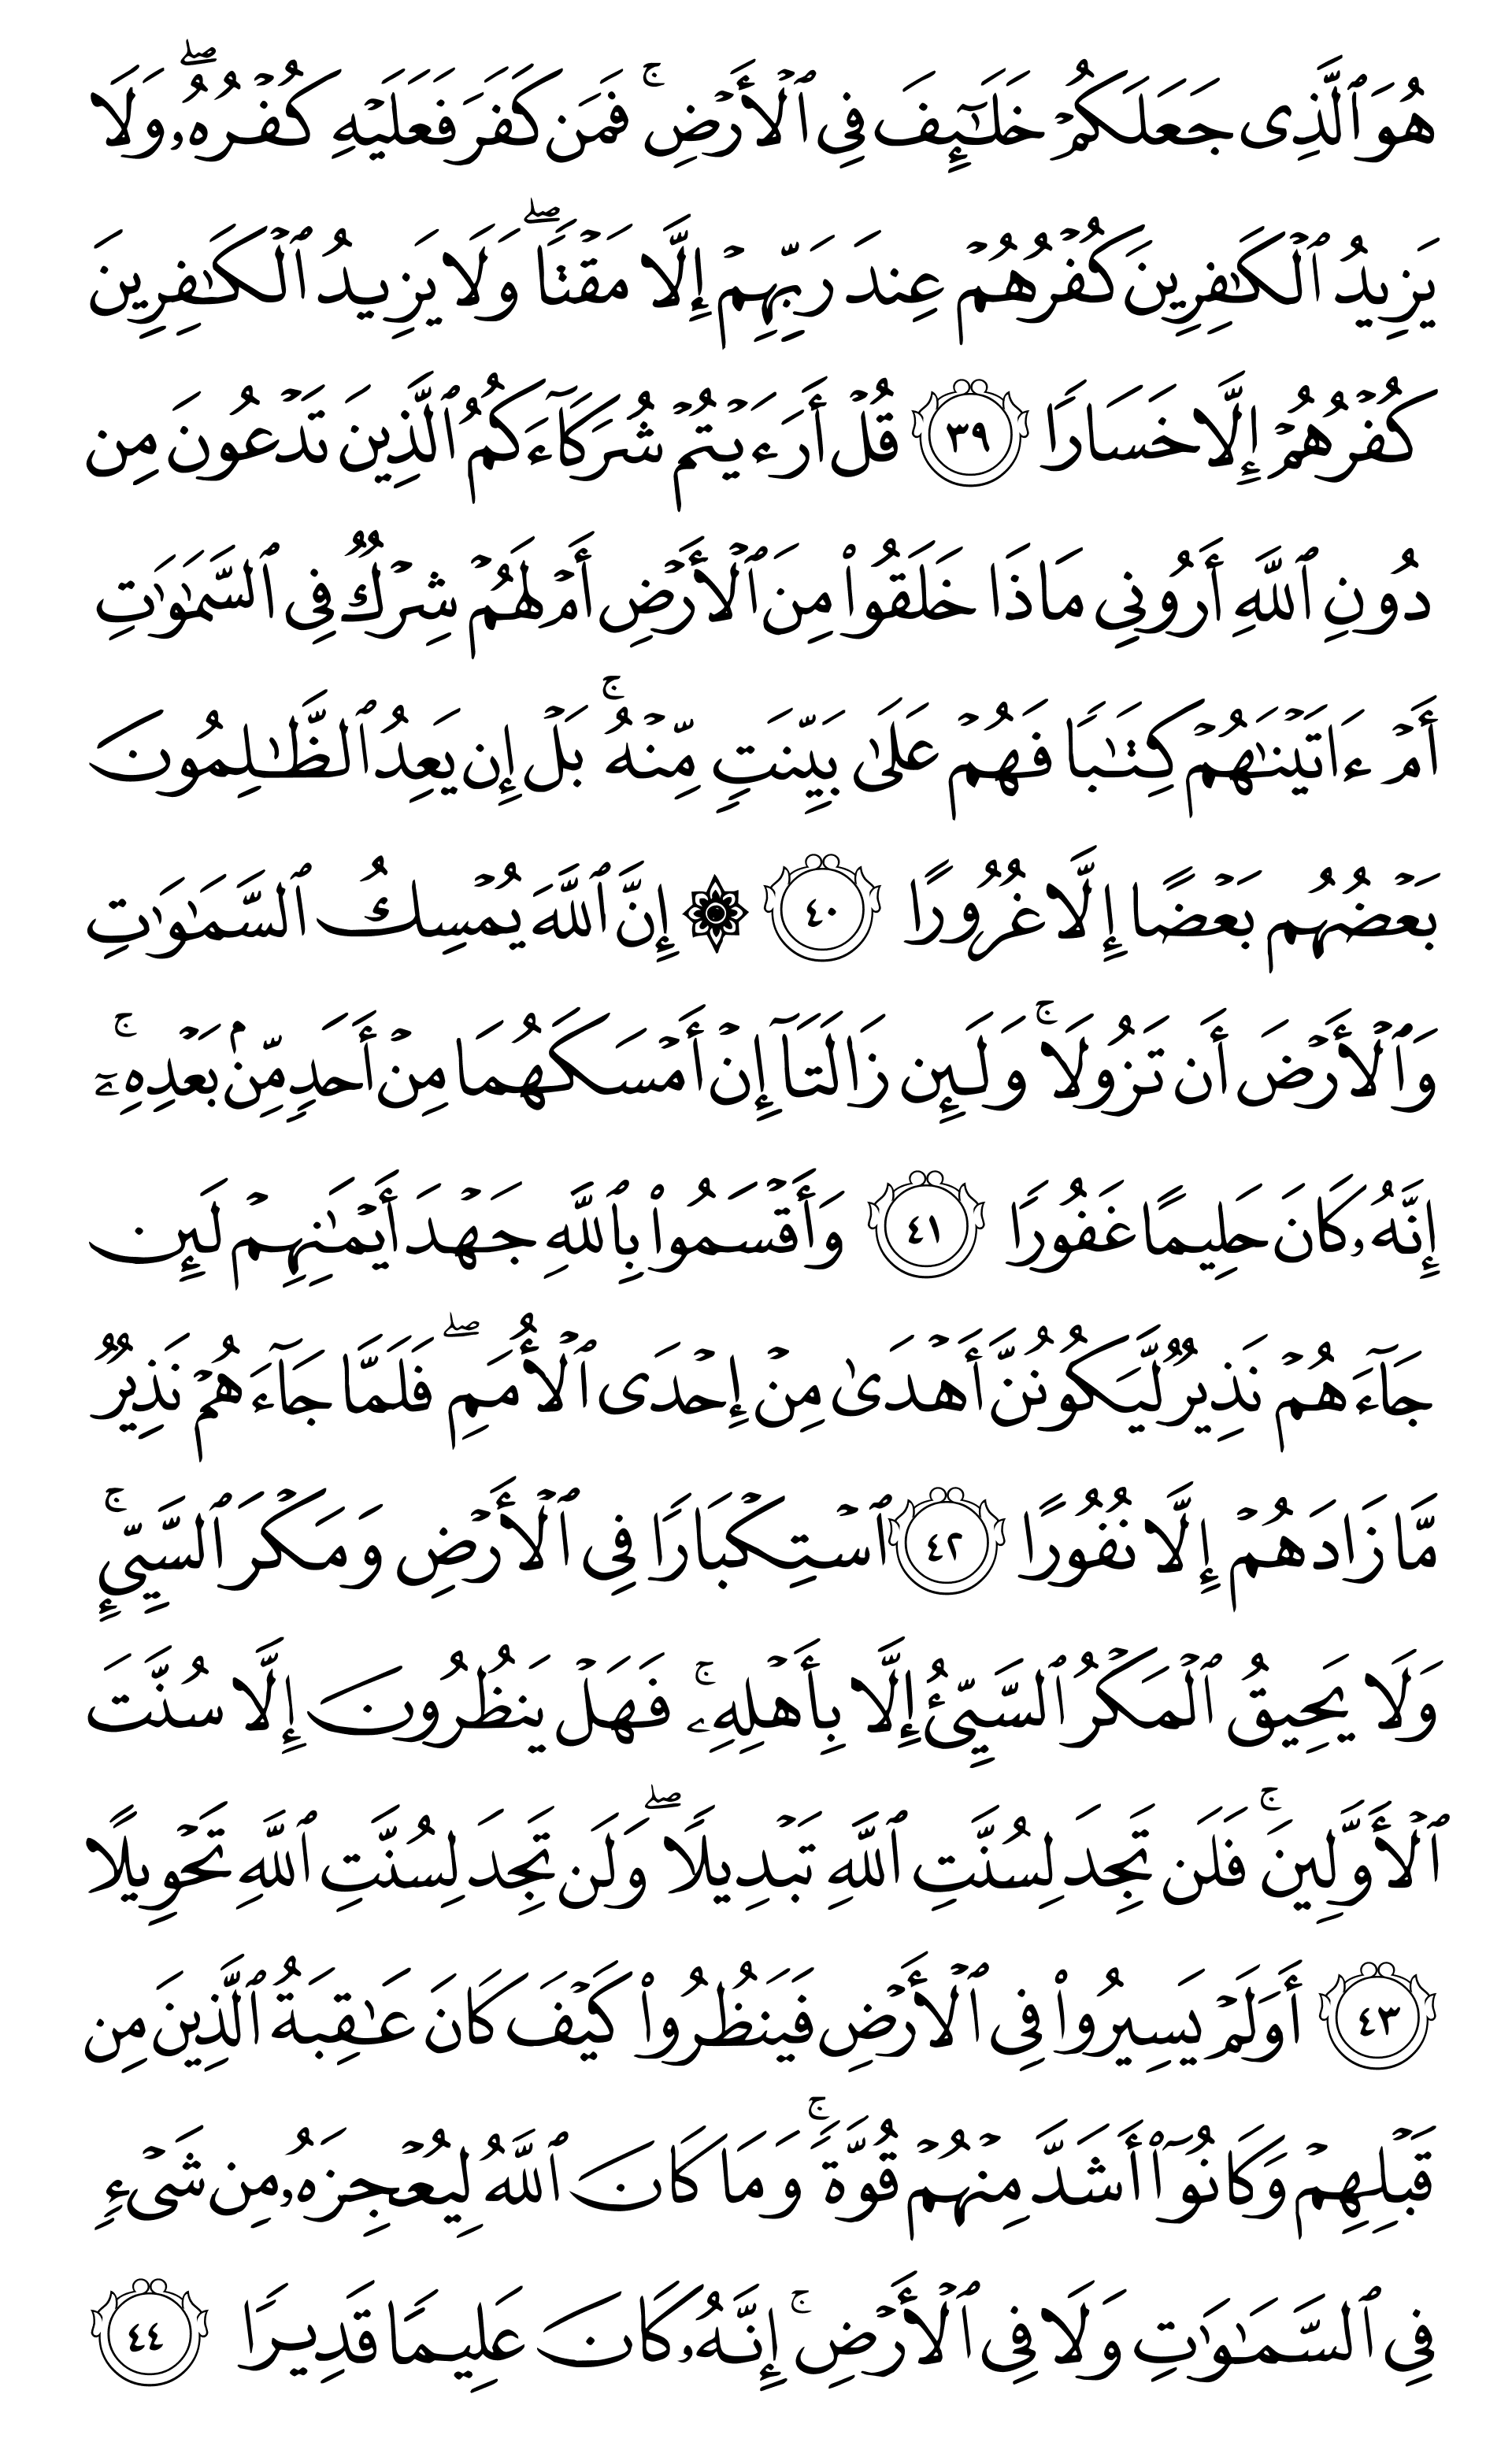 هُوَ ٱلَّذِى جَعَلَكُمْ خَلَـٰٓئِفَ فِى ٱلْأَرْضِ ۚ فَمَن كَفَرَ فَعَلَيْهِ كُفْرُهُۥ ۖ وَلَا
يَزِيدُ ٱلْكَـٰفِرِينَ كُفْرُهُمْ عِندَ رَبِّهِمْ إِلَّا مَقْتًا ۖ وَلَا يَزِيدُ ٱلْكَـٰفِرِينَ
كُفْرُهُمْ إِلَّا خَسَارًا ٣٩ قُلْ أَرَءَيْتُمْ شُرَكَآءَكُمُ ٱلَّذِينَ تَدْعُونَ مِن
دُونِ ٱللَّهِ أَرُونِى مَاذَا خَلَقُوا۟ مِنَ ٱلْأَرْضِ أَمْ لَهُمْ شِرْكٌ فِى ٱلسَّمَـٰوَٰتِ
أَمْ ءَاتَيْنَـٰهُمْ كِتَـٰبًا فَهُمْ عَلَىٰ بَيِّنَتٍ مِّنْهُ ۚ بَلْ إِن يَعِدُ ٱلظَّـٰلِمُونَ
بَعْضُهُم بَعْضًا إِلَّا غُرُورًا ٤٠ ۞ إِنَّ ٱللَّهَ يُمْسِكُ ٱلسَّمَـٰوَٰتِ
وَٱلْأَرْضَ أَن تَزُولَا ۚ وَلَئِن زَالَتَآ إِنْ أَمْسَكَهُمَا مِنْ أَحَدٍ مِّنۢ بَعْدِهِۦٓ ۚ
إِنَّهُۥ كَانَ حَلِيمًا غَفُورًا ٤١ وَأَقْسَمُوا۟ بِٱللَّهِ جَهْدَ أَيْمَـٰنِهِمْ لَئِن
جَآءَهُمْ نَذِيرٌ لَّيَكُونُنَّ أَهْدَىٰ مِنْ إِحْدَى ٱلْأُمَمِ ۖ فَلَمَّا جَآءَهُمْ نَذِيرٌ
مَّا زَادَهُمْ إِلَّا نُفُورًا ٤٢ ٱسْتِكْبَارًا فِى ٱلْأَرْضِ وَمَكْرَ ٱلسَّيِّئِ ۚ
وَلَا يَحِيقُ ٱلْمَكْرُ ٱلسَّيِّئُ إِلَّا بِأَهْلِهِۦ ۚ فَهَلْ يَنظُرُونَ إِلَّا سُنَّتَ
ٱلْأَوَّلِينَ ۚ فَلَن تَجِدَ لِسُنَّتِ ٱللَّهِ تَبْدِيلًا ۖ وَلَن تَجِدَ لِسُنَّتِ ٱللَّهِ تَحْوِيلًا
٤٣ أَوَلَمْ يَسِيرُوا۟ فِى ٱلْأَرْضِ فَيَنظُرُوا۟ كَيْفَ كَانَ عَـٰقِبَةُ ٱلَّذِينَ مِن
قَبْلِهِمْ وَكَانُوٓا۟ أَشَدَّ مِنْهُمْ قُوَّةً ۚ وَمَا كَانَ ٱللَّهُ لِيُعْجِزَهُۥ مِن شَىْءٍ
فِى ٱلسَّمَـٰوَٰتِ وَلَا فِى ٱلْأَرْضِ ۚ إِنَّهُۥ كَانَ عَلِيمًا قَدِيرًا ٤٤